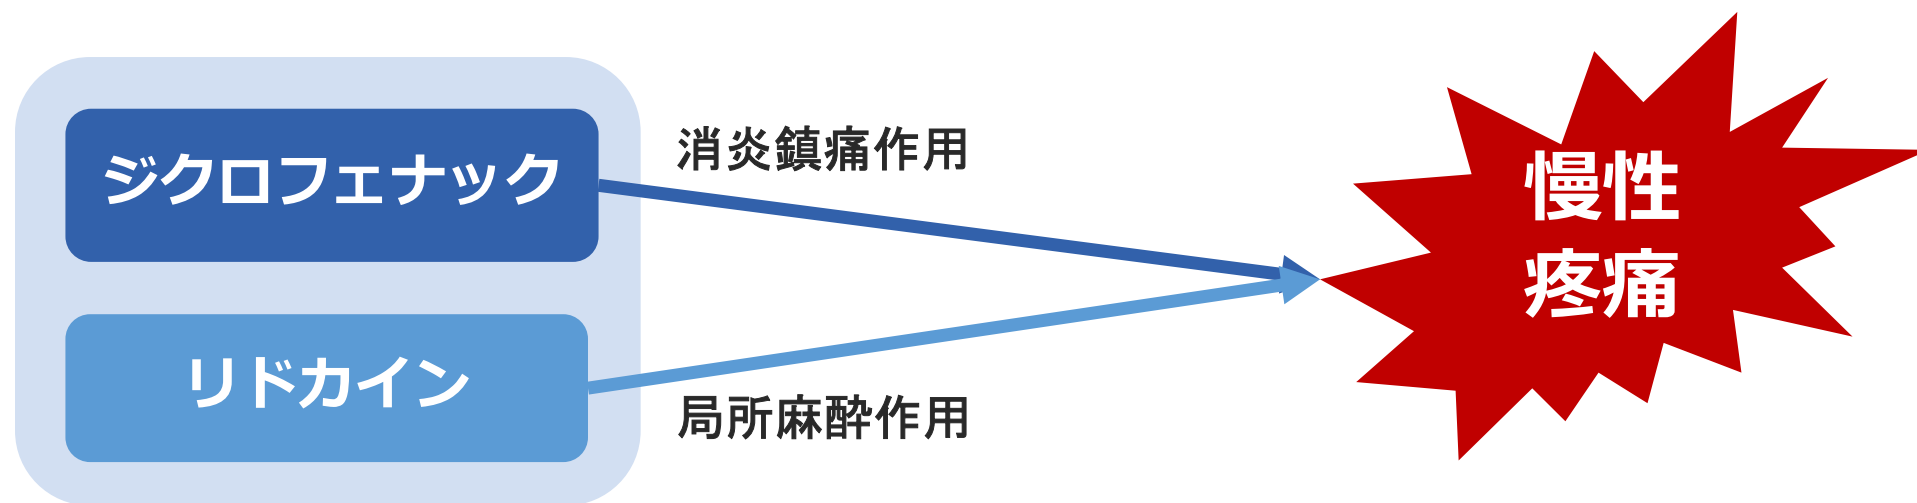 ジクロフェナック
消炎鎮痛作用
リドカイン
局所麻酔作用
慢性
疼痛